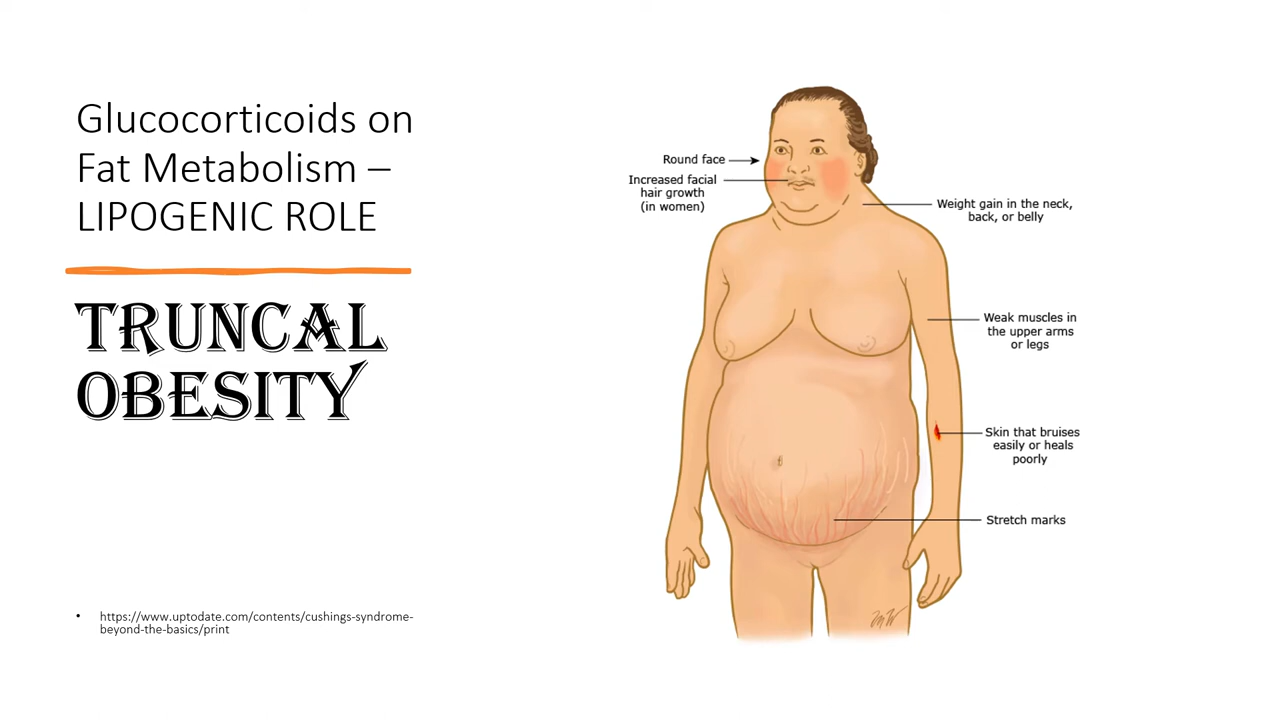 Glucocorticoids on
Fat Metabolism –
LIPOGENIC ROLE
TRUNCAL
OBESITY
• https://www.uptodate.com/contents/cushings-syndrome-
beyond-the-basics/print
Round face
Increased facial
hair growth
(in women)
Weight gain in the neck,
back, or belly
Weak muscles in
the upper arms
or legs
Skin that bruises
easily or heals
poorly
Stretch marks